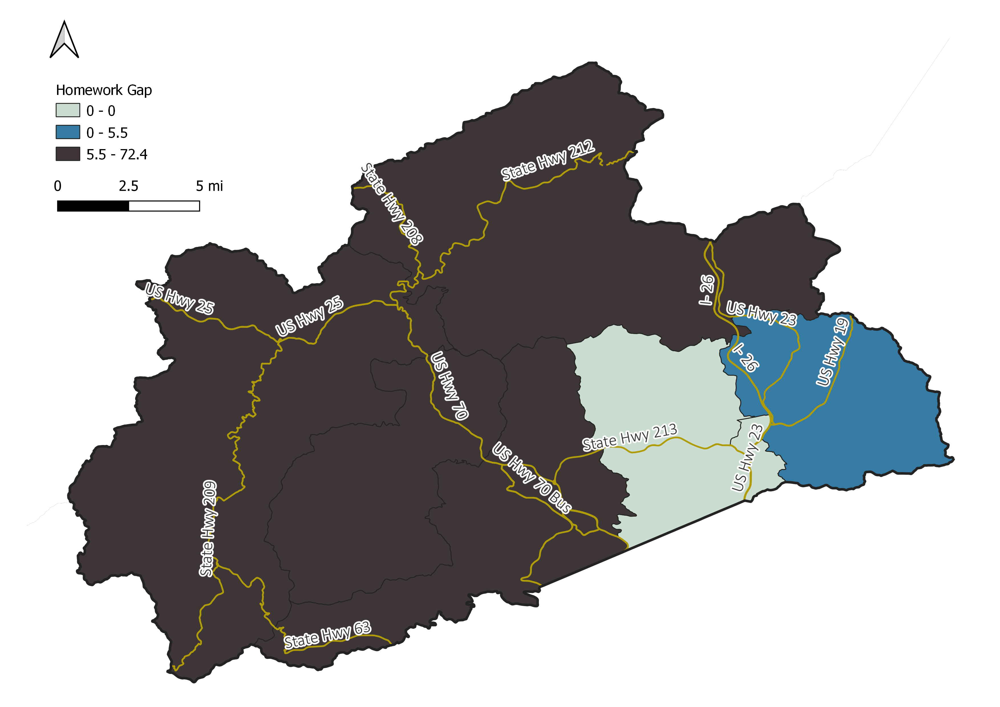 Homework Gap
0 - 0
0 - 5.5
5.5 - 72.4
0 2.5 5 mi
State Hwy 212
State Hwy 208
I- 26
US Hwy 25
US Hwy 25
US Hwy 23
US Hwy 19
I- 26
US Hwy 70
State Hwy 213
US Hwy 23
US Hwy 70 Bus
State Hwy 209
State Hwy 63